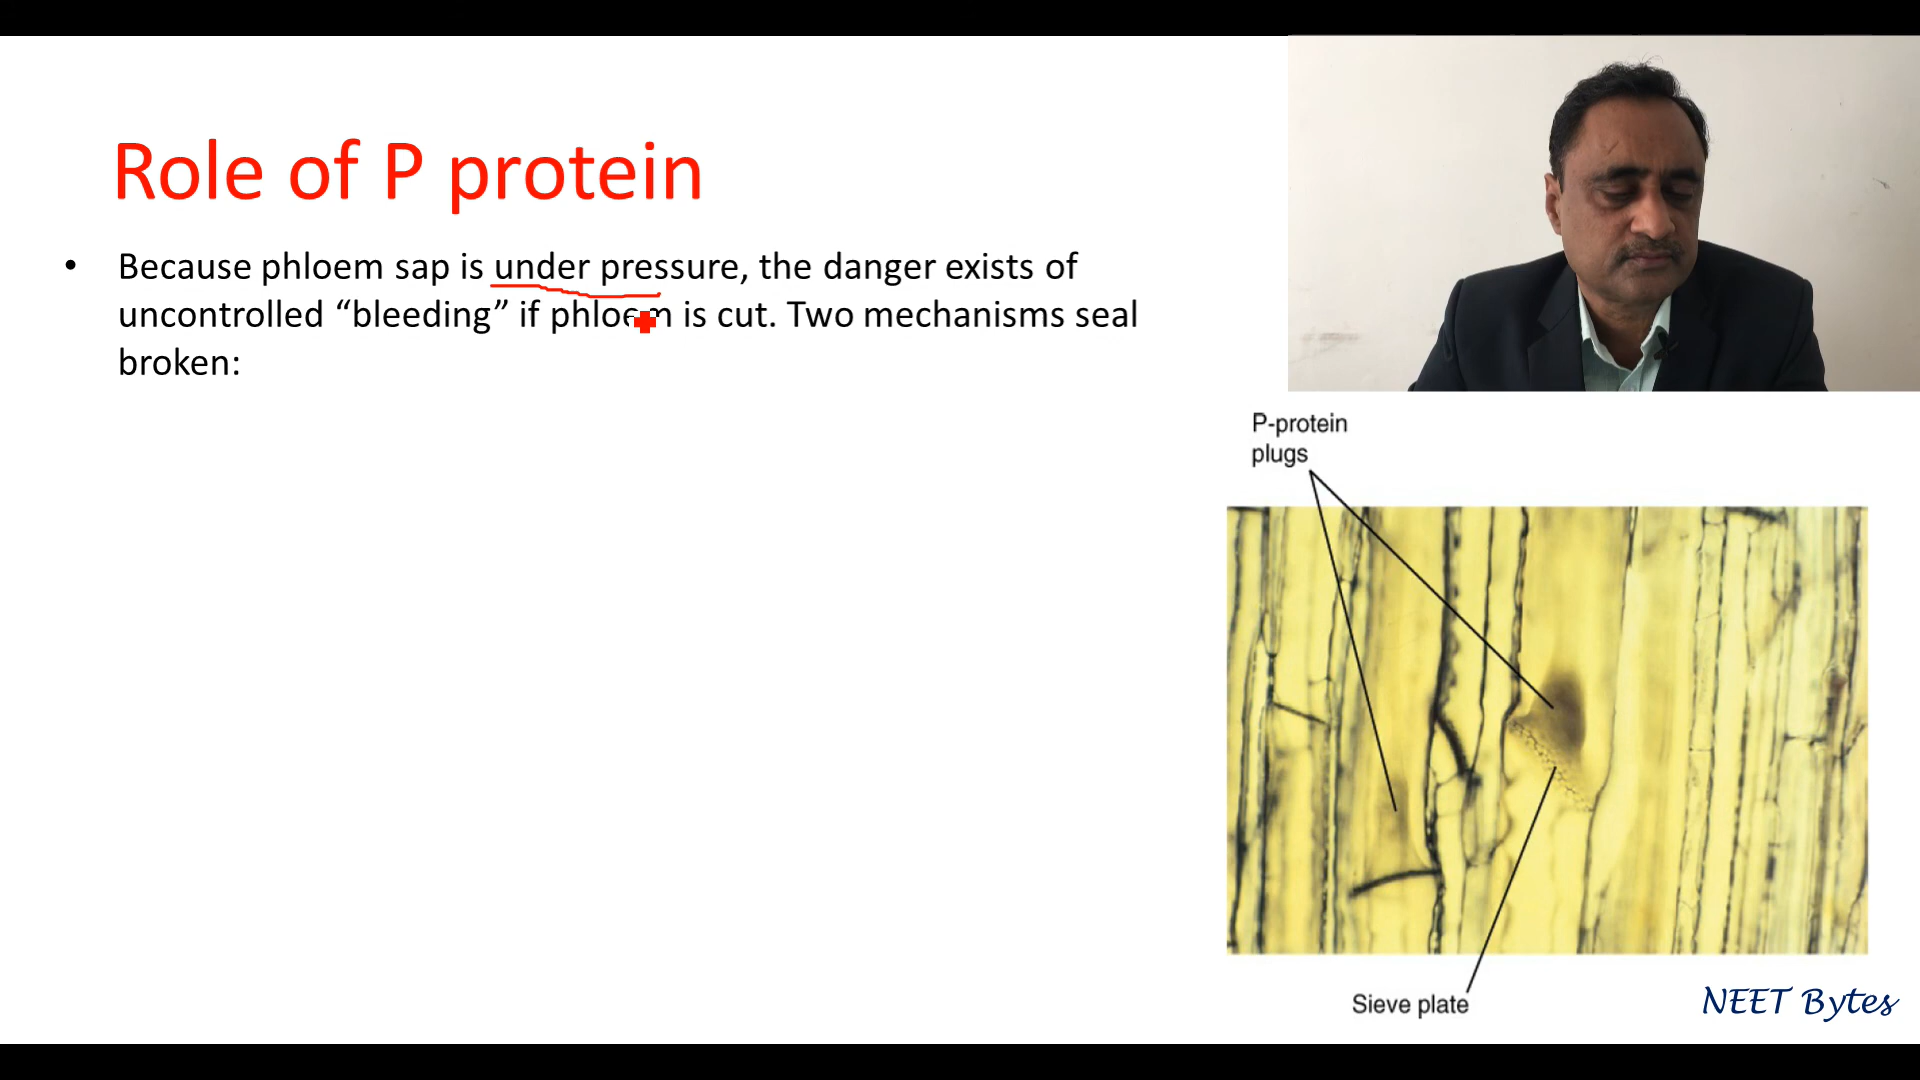 Role of P protein
• Because phloem sap is under pressure, the danger exists of
uncontrolled “bleeding” if phloem is cut. Two mechanisms seal
broken:
P-protein
plugs
Sieve plate
NEET Bytes